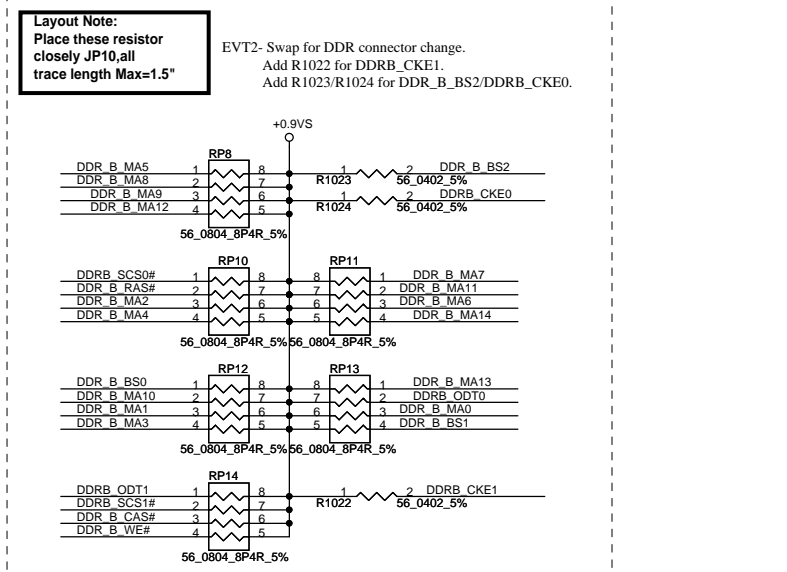 Layout Note:
Place these resistor
closely JP10,all
trace length Max=1.5"
EVT2- Swap for DDR connector change.
Add R1022 for DDRB_CKE1.
Add R1023/R1024 for DDR_B_BS2/DDRB_CKE0.
+0.9VS
RP8
DDR_B_MA5 1 8 1 2 DDR_B_BS2
DDR_B_MA8 2 7 R1023 56_0402_5%
DDR_B_MA9 3 6 1 2 DDRB_CKE0
DDR_B_MA12 4 5 R1024 56_0402_5%
56_0804_8P4R_5%
RP10 RP11
DDRB_SCS0# 1 8 8 1 DDR_B_MA7
DDR_B_RAS# 2 7 7 2 DDR_B_MA11
DDR_B_MA2 3 6 6 3 DDR_B_MA6
DDR_B_MA4 4 5 5 4 DDR_B_MA14
56_0804_8P4R_5% 56_0804_8P4R_5%
RP12 RP13
DDR_B_BS0 1 8 8 1 DDR_B_MA13
DDR_B_MA10 2 7 7 2 DDRB_ODT0
DDR_B_MA1 3 6 6 3 DDR_B_MA0
DDR_B_MA3 4 5 5 4 DDR_B_BS1
56_0804_8P4R_5% 56_0804_8P4R_5%
RP14
DDRB_ODT1 1 8 1 2 DDRB_CKE1
DDRB_SCS1# 2 7 R1022 56_0402_5%
DDR_B_CAS# 3 6
DDR_B_WE# 4 5
56_0804_8P4R_5%